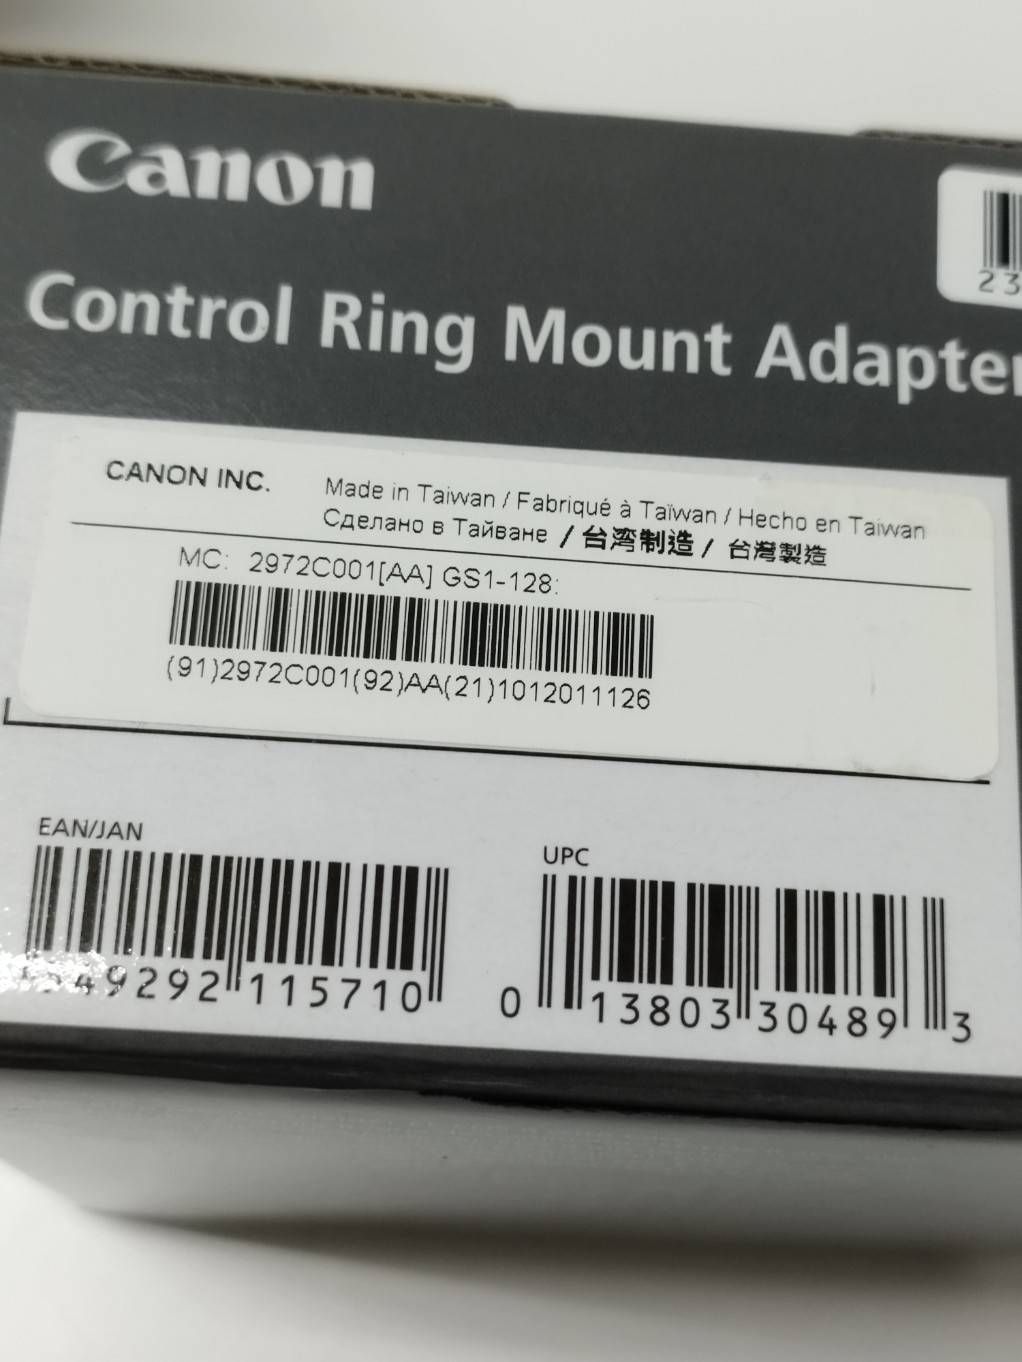 Canon
23
Control Ring Mount Adapter
CANON INC. Made in Taiwan / Fabriqué à Taïwan / Hecho en Taiwan
Сделано в Тайване / 台湾制造 / 台灣製造
MC: 2972C001[AA] GS1-128:
(91)2972C001(92)AA(21)1012011126
EAN/JAN
UPC
549292 115710
0 13803 30489 3